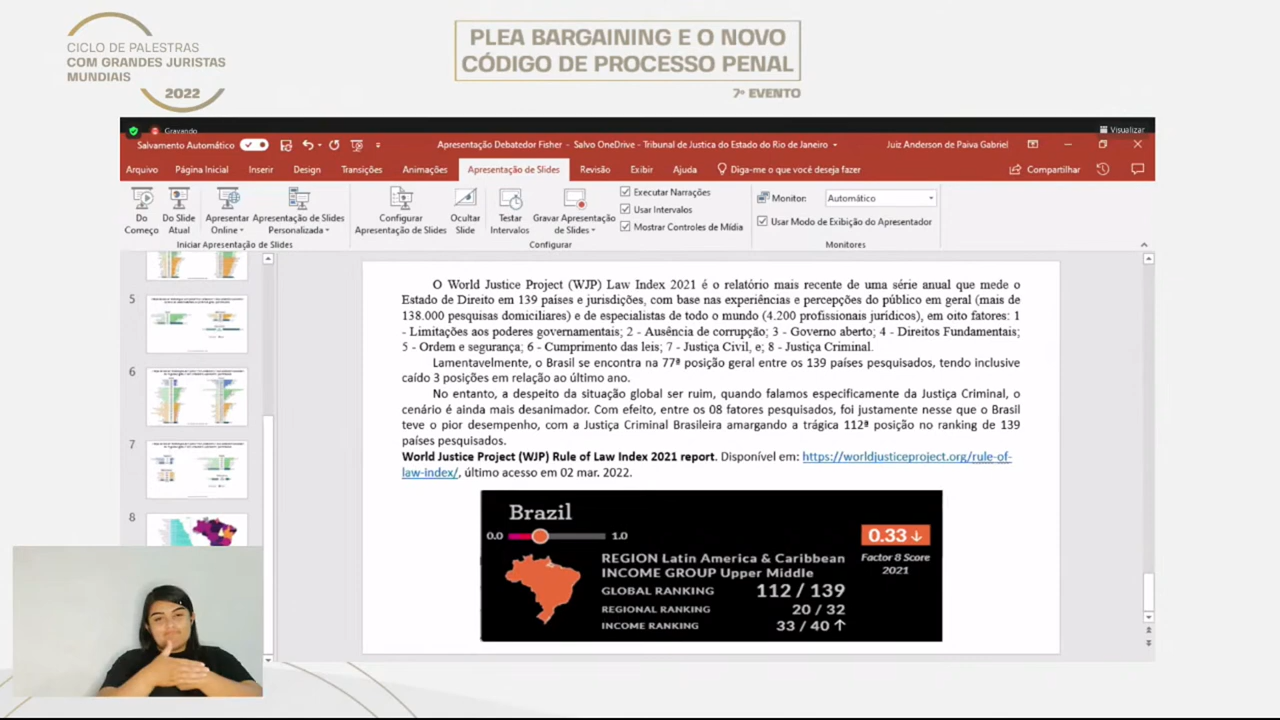 CICLO DE PALESTRAS
COM GRANDES JURISTAS
MUNDIAIS
2022
PLEA BARGAINING E O NOVO
CÓDIGO DE PROCESSO PENAL
7º EVENTO
Gravando
Visualizar
Salvamento Automático
Apresentação Debatedor Fisher - Salvo OneDrive - Tribunal de Justiça do Estado do Rio de Janeiro
Juiz Anderson de Paiva Gabriel
Arquivo Página Inicial Inserir Design Transições Animações Apresentação de Slides Revisão Exibir Ajuda Diga-me o que você deseja fazer Compartilhar
Do Começo
Do Slide Atual
Apresentar Online
Apresentação de Slides Personalizada
Configurar Apresentação de Slides
Ocultar Slide
Testar Intervalos
Gravar Apresentação de Slides
Executar Narrações
Usar Intervalos
Mostrar Controles de Mídia
Monitor: Automático
Usar Modo de Exibição do Apresentador
Iniciar Apresentação de Slides Configurar Monitores
5
6
7
8
O World Justice Project (WJP) Law Index 2021 é o relatório mais recente de uma série anual que mede o
Estado de Direito em 139 países e jurisdições, com base nas experiências e percepções do público em geral (mais de
138.000 pesquisas domiciliares) e de especialistas de todo o mundo (4.200 profissionais jurídicos), em oito fatores: 1
- Limitações aos poderes governamentais; 2 - Ausência de corrupção; 3 - Governo aberto; 4 - Direitos Fundamentais;
5 - Ordem e segurança; 6 - Cumprimento das leis; 7 - Justiça Civil, e; 8 - Justiça Criminal.
Lamentavelmente, o Brasil se encontra na 77ª posição geral entre os 139 países pesquisados, tendo inclusive
caído 3 posições em relação ao último ano.
No entanto, a despeito da situação global ser ruim, quando falamos especificamente da Justiça Criminal, o
cenário é ainda mais desanimador. Com efeito, entre os 08 fatores pesquisados, foi justamente nesse que o Brasil
teve o pior desempenho, com a Justiça Criminal Brasileira amargando a trágica 112ª posição no ranking de 139
países pesquisados.
World Justice Project (WJP) Rule of Law Index 2021 report. Disponível em: https://worldjusticeproject.org/rule-of-
law-index/, último acesso em 02 mar. 2022.
Brazil
0.0 1.0
REGION Latin America & Caribbean
INCOME GROUP Upper Middle
GLOBAL RANKING 112 / 139
REGIONAL RANKING 20 / 32
INCOME RANKING 33 / 40 ↑
0.33 ↓
Factor 8 Score
2021